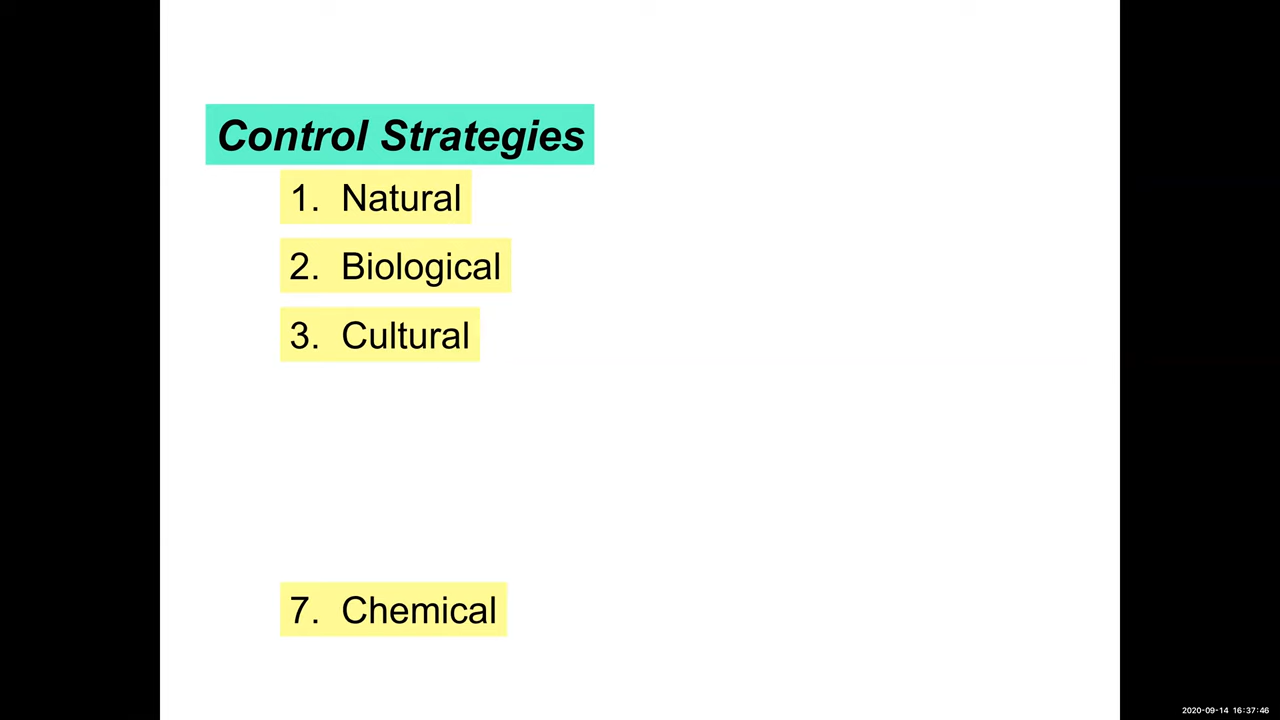 Control Strategies
1. Natural
2. Biological
3. Cultural
7. Chemical
2020-09-14 16:37:46